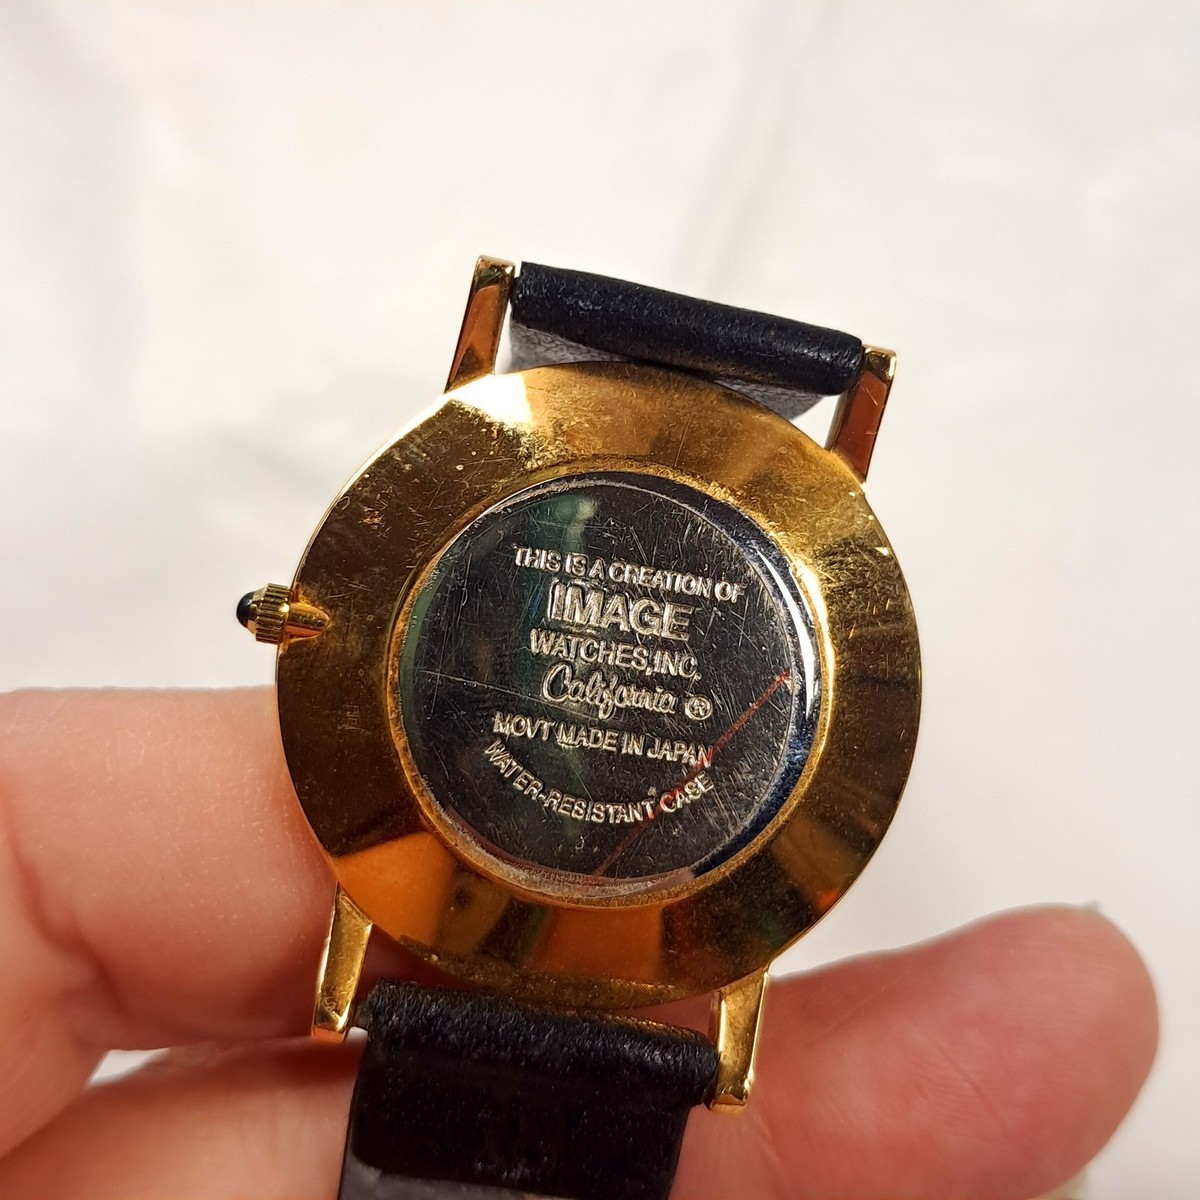 THIS IS A CREATION OF
IMAGE
WATCHES, INC.
California ®
MOVT MADE IN JAPAN
WATER-RESISTANT CASE